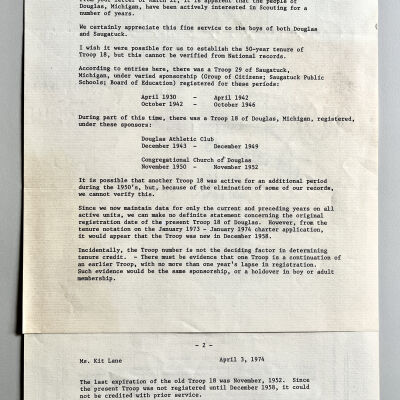 Douglas, Michigan, have been actively interested in Scouting for a
number of years.
We certainly appreciate this fine service to the boys of both Douglas
and Saugatuck.
I wish it were possible for us to establish the 50-year tenure of
Troop 18, but this cannot be verified from National records.
According to entries here, there was a Troop 29 of Saugatuck,
Michigan, under varied sponsorship (Group of Citizens; Saugatuck Public
Schools; Board of Education) registered for these periods:
April 1930 - April 1942
October 1942 - October 1946
During part of this time, there was a Troop 18 of Douglas, Michigan, registered,
under these sponsors:
Douglas Athletic Club
December 1943 - December 1949
Congregational Church of Douglas
November 1950 - November 1952
It is possible that another Troop 18 was active for an additional period
during the 1950's, but, because of the elimination of some of our records,
we cannot verify this.
Since we now maintain data for only the current and preceding years on all
active units, we can make no definite statement concerning the original
registration date of the present Troop 18 of Douglas. However, from the
tenure notation on the January 1973 - January 1974 charter application,
it would appear that the Troop was new in December 1958.
Incidentally, the Troop number is not the deciding factor in determining
tenure credit. - There must be evidence that one Troop is a continuation of
an earlier Troop, with no more than one year's lapse in registration.
Such evidence would be the same sponsorship, or a holdover in boy or adult
membership.
- 2 -
Ms. Kit Lane April 3, 1974
The last expiration of the old Troop 18 was November, 1952. Since
the present Troop was not registered until December 1958, it could
not be credited with prior service.